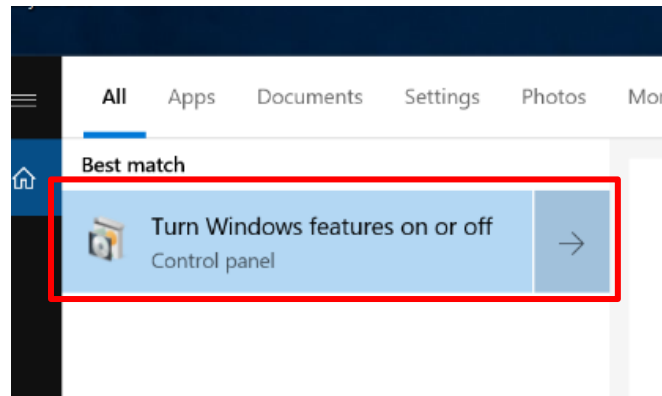 All Apps Documents Settings Photos
Best match
Turn Windows features on or off
Control panel